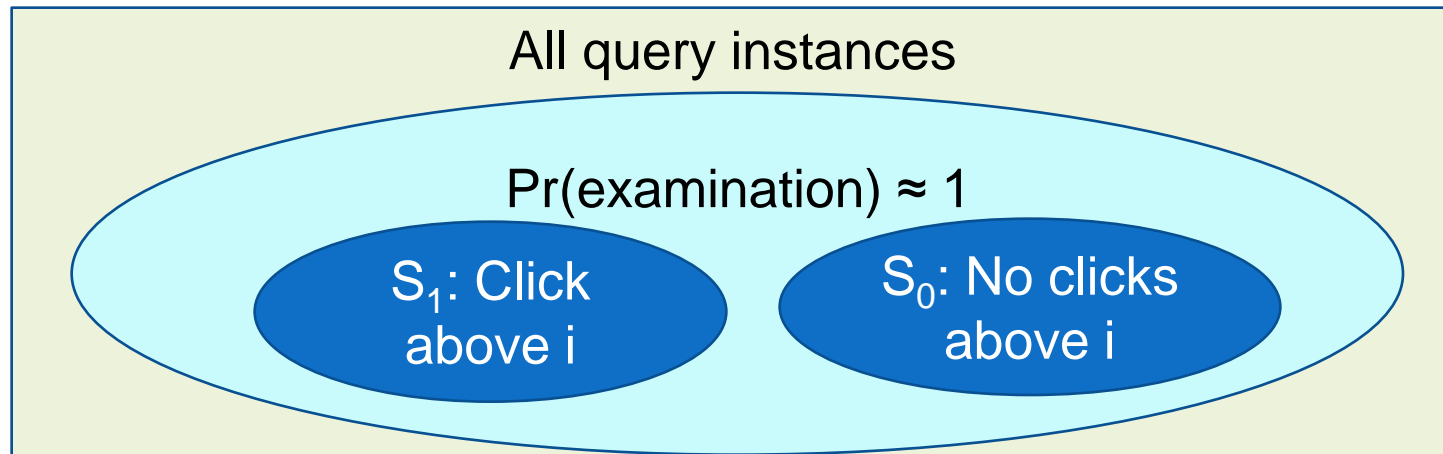 All query instances
Pr(examination) ≈ 1
S₁: Click
above i
S₀: No clicks
above i